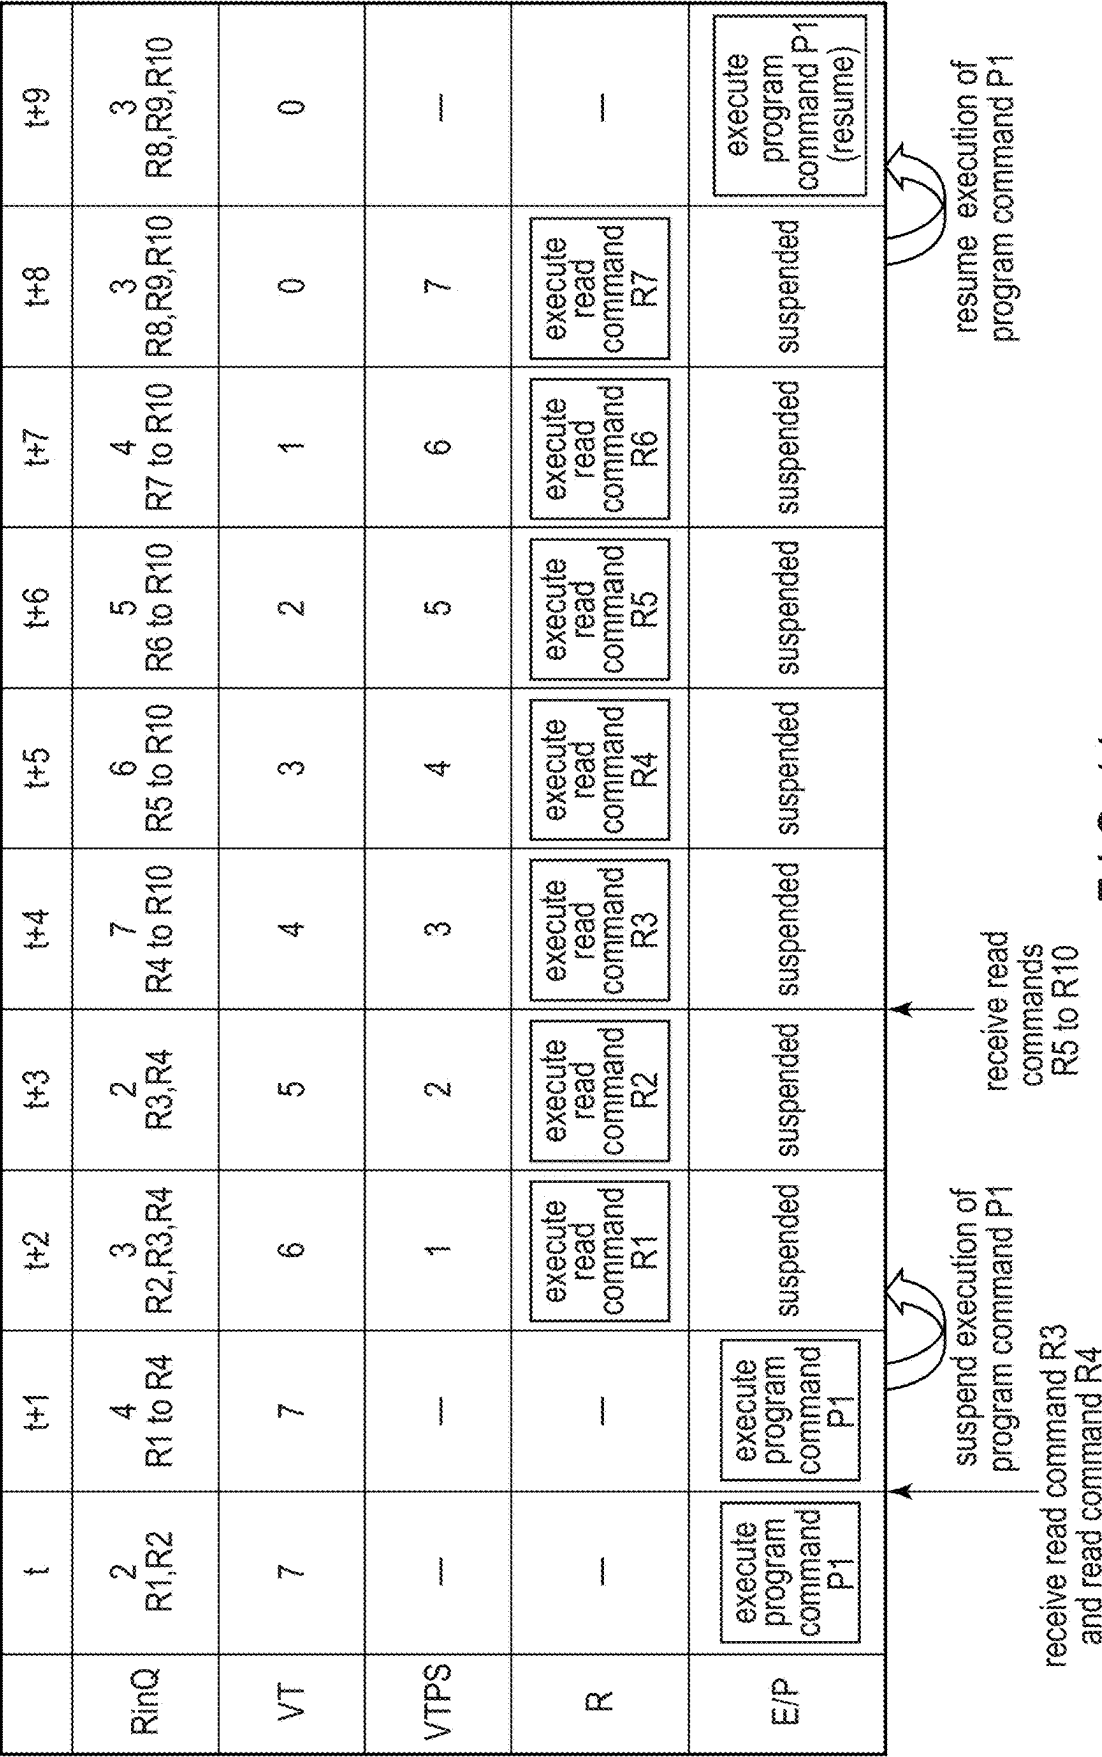 t
t+1
t+2
t+3
t+4
t+5
t+6
t+7
t+8
t+9
RinQ
2
R1,R2
4
R1 to R4
3
R2,R3,R4
2
R3,R4
7
R4 to R10
6
R5 to R10
5
R6 to R10
4
R7 to R10
3
R8,R9,R10
3
R8,R9,R10
VT
7
7
6
5
4
3
2
1
0
0
VTPS
—
—
1
2
3
4
5
6
7
—
R
—
—
execute
read
command
R1
execute
read
command
R2
execute
read
command
R3
execute
read
command
R4
execute
read
command
R5
execute
read
command
R6
execute
read
command
R7
—
E/P
execute
program
command
P1
execute
program
command
P1
suspended
suspended
suspended
suspended
suspended
suspended
suspended
execute
program
command P1
(resume)
receive read command R3
and read command R4
suspend execution of
program command P1
receive read
commands
R5 to R10
resume execution of
program command P1